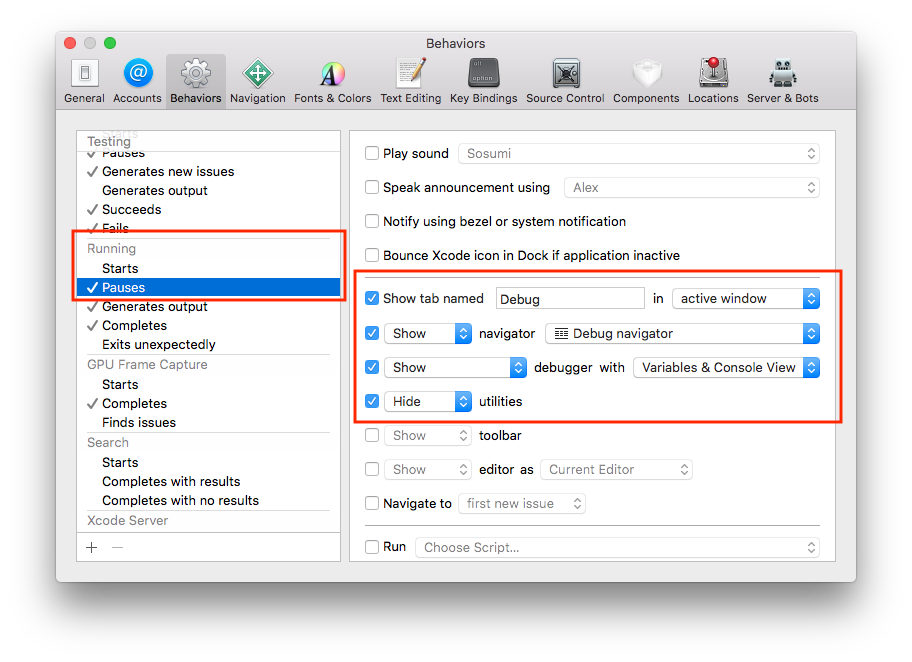 Behaviors
General Accounts Behaviors Navigation Fonts & Colors Text Editing Key Bindings Source Control Components Locations Server & Bots
alt
option
Starts
Testing
Pauses
Generates new issues
Generates output
Succeeds
Fails
Running
Starts
Pauses
Generates output
Completes
Exits unexpectedly
GPU Frame Capture
Starts
Completes
Finds issues
Search
Starts
Completes with results
Completes with no results
Xcode Server
Play sound Sosumi
Speak announcement using Alex
Notify using bezel or system notification
Bounce Xcode icon in Dock if application inactive
Show tab named Debug in active window
Show navigator Debug navigator
Show debugger with Variables & Console View
Hide utilities
Show toolbar
Show editor as Current Editor
Navigate to first new issue
Run Choose Script...